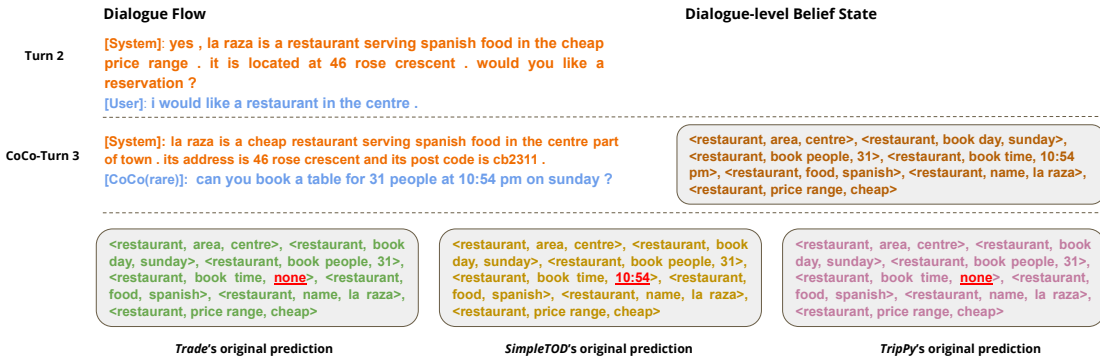 Dialogue Flow
Dialogue-level Belief State
Turn 2
[System]: yes , la raza is a restaurant serving spanish food in the cheap
price range . it is located at 46 rose crescent . would you like a
reservation ?
[User]: i would like a restaurant in the centre .
CoCo-Turn 3
[System]: la raza is a cheap restaurant serving spanish food in the centre part
of town . its address is 46 rose crescent and its post code is cb2311 .
[CoCo(rare)]: can you book a table for 31 people at 10:54 pm on sunday ?
<restaurant, area, centre>, <restaurant, book day, sunday>,
<restaurant, book people, 31>, <restaurant, book time, 10:54
pm>, <restaurant, food, spanish>, <restaurant, name, la raza>,
<restaurant, price range, cheap>
<restaurant, area, centre>, <restaurant, book
day, sunday>, <restaurant, book people, 31>,
<restaurant, book time, none>, <restaurant,
food, spanish>, <restaurant, name, la raza>,
<restaurant, price range, cheap>
Trade's original prediction
<restaurant, area, centre>, <restaurant, book
day, sunday>, <restaurant, book people, 31>,
<restaurant, book time, 10:54>, <restaurant,
food, spanish>, <restaurant, name, la raza>,
<restaurant, price range, cheap>
SimpleTOD's original prediction
<restaurant, area, centre>, <restaurant, book
day, sunday>, <restaurant, book people, 31>,
<restaurant, book time, none>, <restaurant,
food, spanish>, <restaurant, name, la raza>,
<restaurant, price range, cheap>
TripPy's original prediction